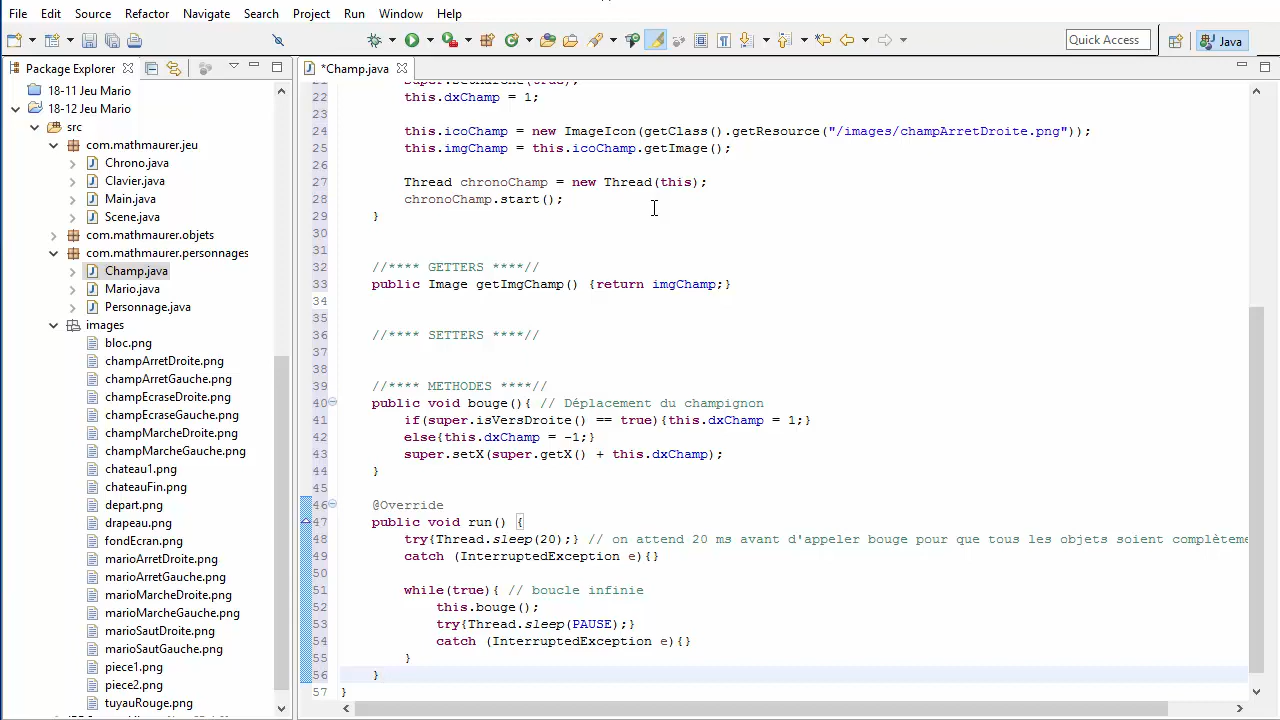 File Edit Source Refactor Navigate Search Project Run Window Help
Quick Access
Java
Package Explorer
*Champ.java
18-11 Jeu Mario
18-12 Jeu Mario
src
com.mathmaurer.jeu
Chrono.java
Clavier.java
Main.java
Scene.java
com.mathmaurer.objets
com.mathmaurer.personnages
Champ.java
Mario.java
Personnage.java
images
bloc.png
champArretDroite.png
champArretGauche.png
champEcraseDroite.png
champEcraseGauche.png
champMarcheDroite.png
champMarcheGauche.png
chateau1.png
chateauFin.png
depart.png
drapeau.png
fondEcran.png
marioArretDroite.png
marioArretGauche.png
marioMarcheDroite.png
marioMarcheGauche.png
marioSautDroite.png
marioSautGauche.png
piece1.png
piece2.png
tuyauRouge.png
22 this.dxChamp = 1;
23
24 this.icoChamp = new ImageIcon(getClass().getResource("/images/champArretDroite.png"));
25 this.imgChamp = this.icoChamp.getImage();
26
27 Thread chronoChamp = new Thread(this);
28 chronoChamp.start();
29 }
30
31
32 //**** GETTERS ****//
33 public Image getImgChamp() {return imgChamp;}
34
35
36 //**** SETTERS ****//
37
38
39 //**** METHODES ****//
40 public void bouge(){ // Déplacement du champignon
41 if(super.isVersDroite() == true){this.dxChamp = 1;}
42 else{this.dxChamp = -1;}
43 super.setX(super.getX() + this.dxChamp);
44 }
45
46 @Override
47 public void run() {
48 try{Thread.sleep(20);} // on attend 20 ms avant d'appeler bouge pour que tous les objets soient complèteme
49 catch (InterruptedException e){}
50
51 while(true){ // boucle infinie
52 this.bouge();
53 try{Thread.sleep(PAUSE);}
54 catch (InterruptedException e){}
55 }
56 }
57 }